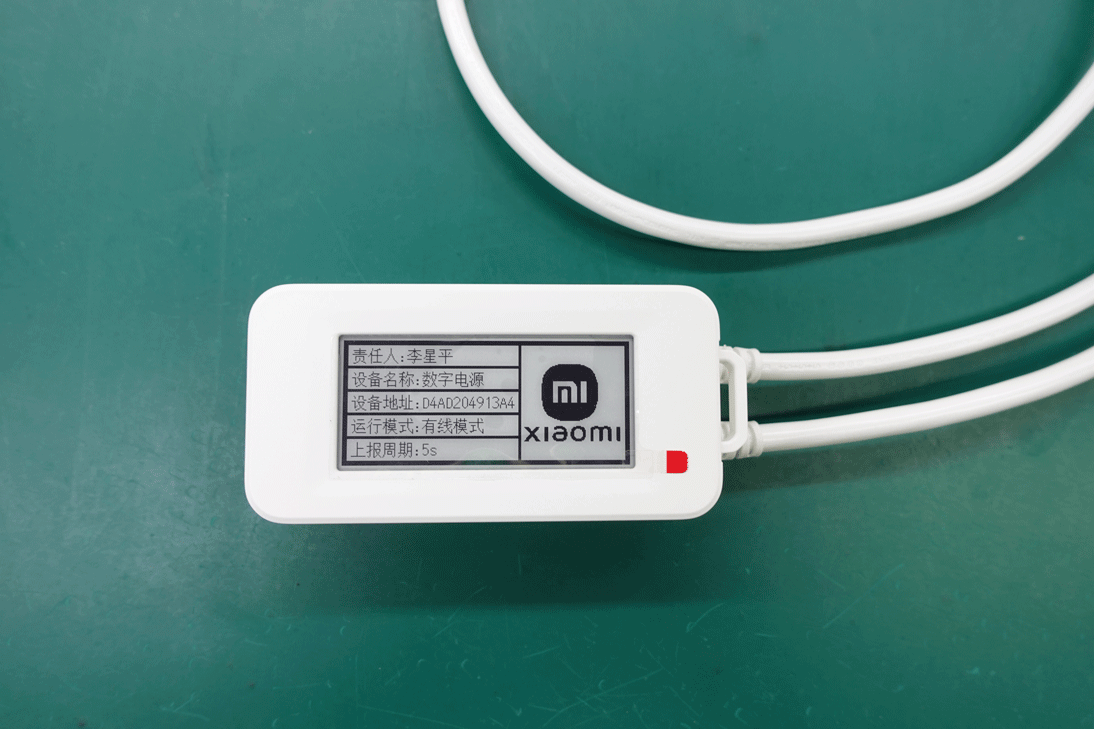 责任人:李星平
设备名称:数字电源
设备地址:D4AD204913A4
运行模式:有线模式
上报周期:5s
mi
xiaomi